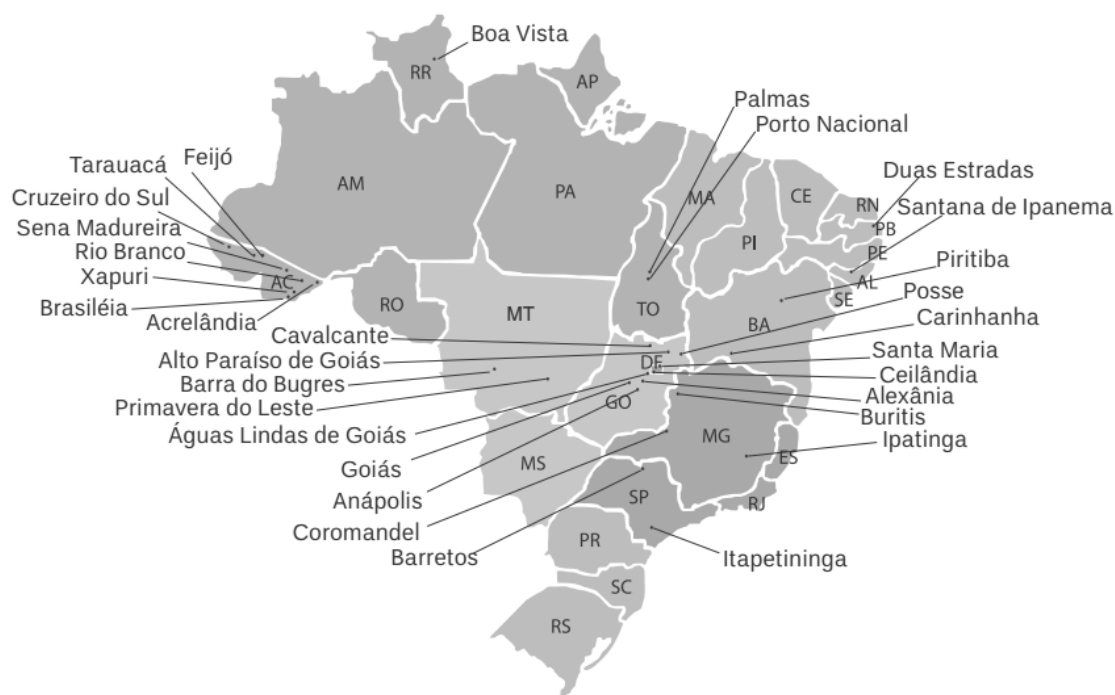 Boa Vista
RR
AP
Palmas
Porto Nacional
Feijó
Tarauacá
Duas Estradas
Cruzeiro do Sul
AM
PA
MA
CE
RN
Santana de Ipanema
Sena Madureira
PB
Rio Branco
PI
PE
Piritiba
Xapuri
AC
AL
Posse
Brasiléia
RO
TO
SE
Acrelândia
MT
BA
Carinhanha
Cavalcante
Alto Paraíso de Goiás
DF
Santa Maria
Barra do Bugres
Ceilândia
Primavera do Leste
GO
Alexânia
Buritis
Águas Lindas de Goiás
MG
Ipatinga
Goiás
MS
ES
Anápolis
SP
RJ
Coromandel
Barretos
PR
Itapetininga
SC
RS